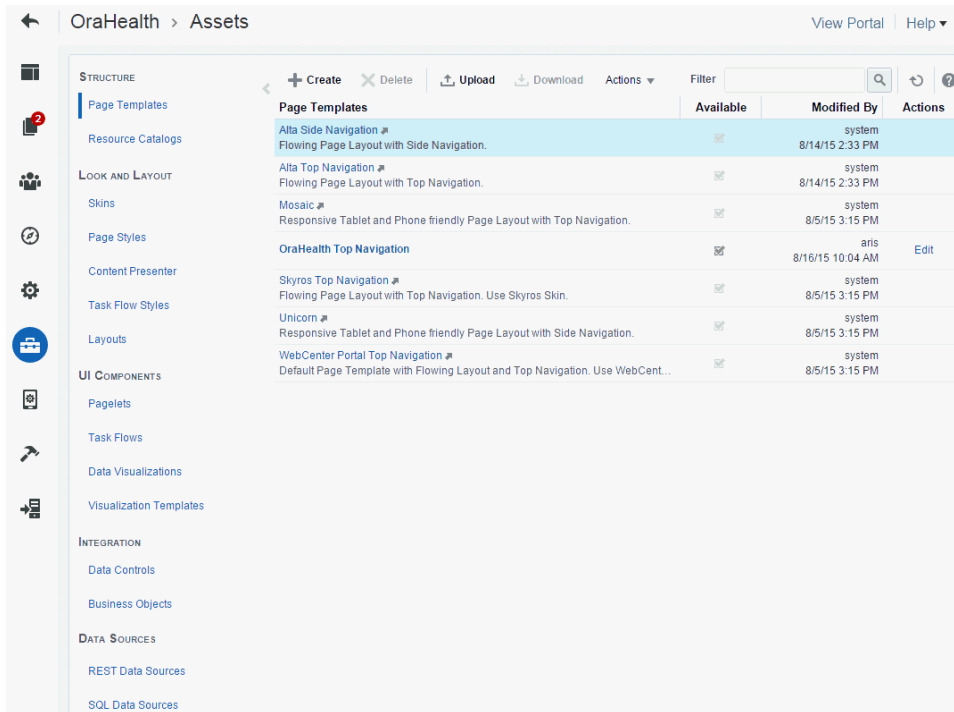 OraHealth > Assets
View Portal
Help
2
STRUCTURE
Page Templates
Resource Catalogs
LOOK AND LAYOUT
Skins
Page Styles
Content Presenter
Task Flow Styles
Layouts
UI COMPONENTS
Pagelets
Task Flows
Data Visualizations
Visualization Templates
INTEGRATION
Data Controls
Business Objects
DATA SOURCES
REST Data Sources
SQL Data Sources
Create Delete Upload Download Actions Filter
Page Templates Available Modified By Actions
Alta Side Navigation system
Flowing Page Layout with Side Navigation. 8/14/15 2:33 PM
Alta Top Navigation system
Flowing Page Layout with Top Navigation. 8/14/15 2:33 PM
Mosaic system
Responsive Tablet and Phone friendly Page Layout with Top Navigation. 8/5/15 3:15 PM
OraHealth Top Navigation aris Edit
8/16/15 10:04 AM
Skyros Top Navigation system
Flowing Page Layout with Top Navigation. Use Skyros Skin. 8/5/15 3:15 PM
Unicorn system
Responsive Tablet and Phone friendly Page Layout with Side Navigation. 8/5/15 3:15 PM
WebCenter Portal Top Navigation system
Default Page Template with Flowing Layout and Top Navigation. Use WebCent... 8/5/15 3:15 PM